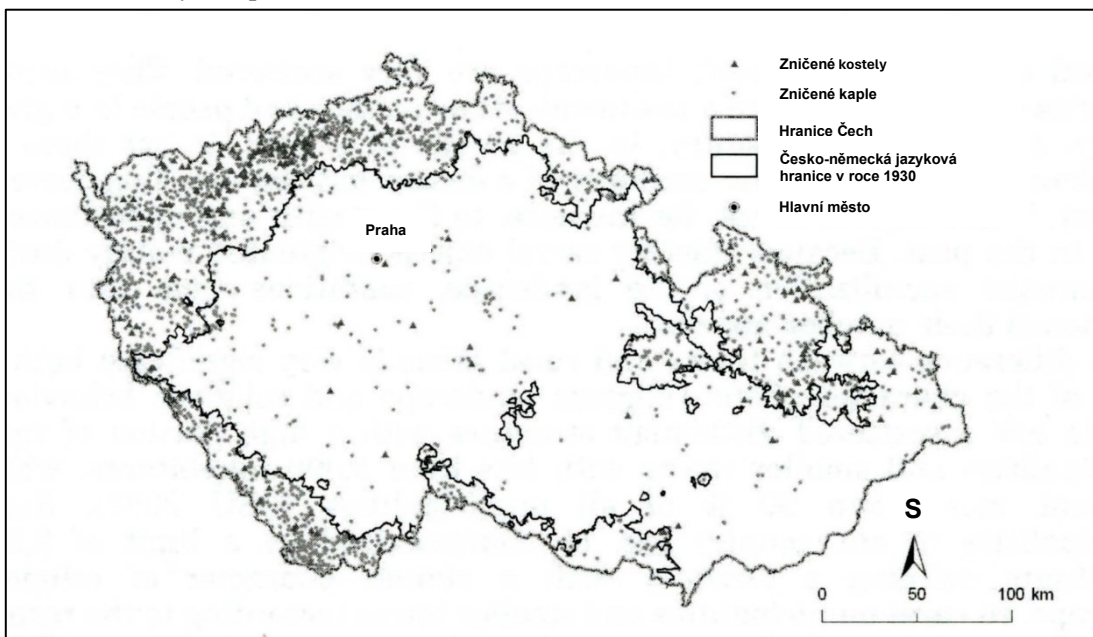 Zničené kostely
Zničené kaple
Hranice Čech
Česko-německá jazyková
hranice v roce 1930
Hlavní město
Praha
S
0 50 100 km